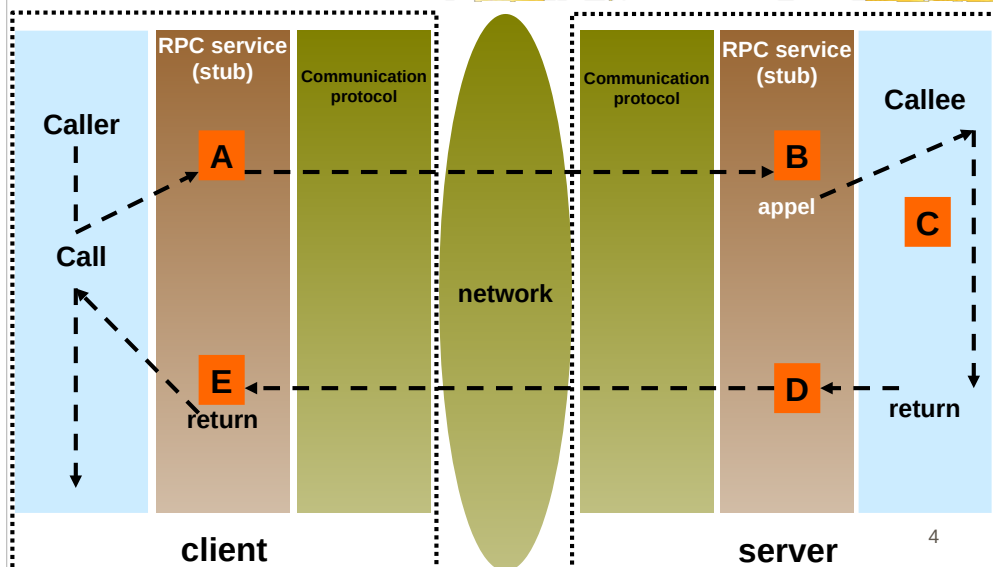 RPC service
(stub)
Communication
protocol
Caller
A
Call
E
return
network
Communication
protocol
RPC service
(stub)
B
appel
D
Callee
C
return
client
server
4